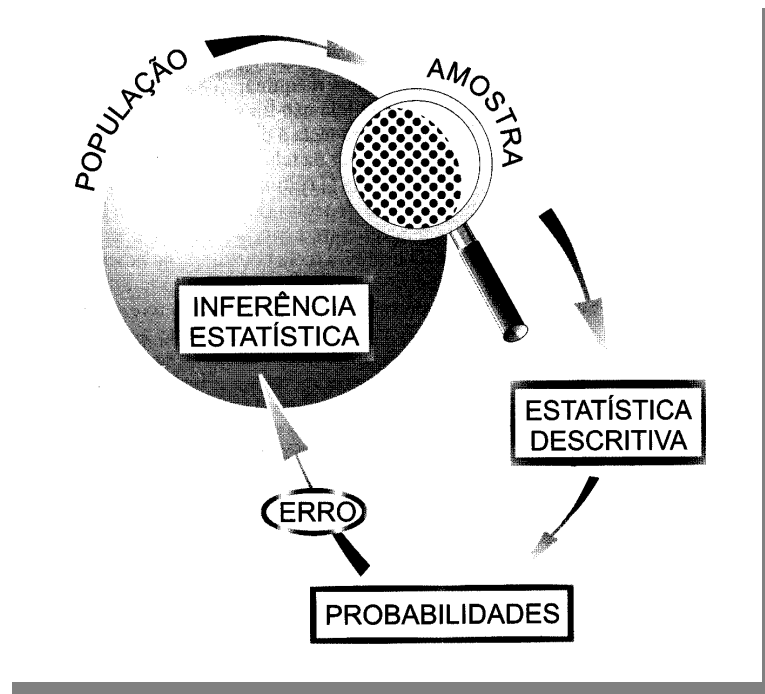 POPULAÇÃO
AMOSTRA
INFERÊNCIA
ESTATÍSTICA
ESTATÍSTICA
DESCRITIVA
ERRO
PROBABILIDADES